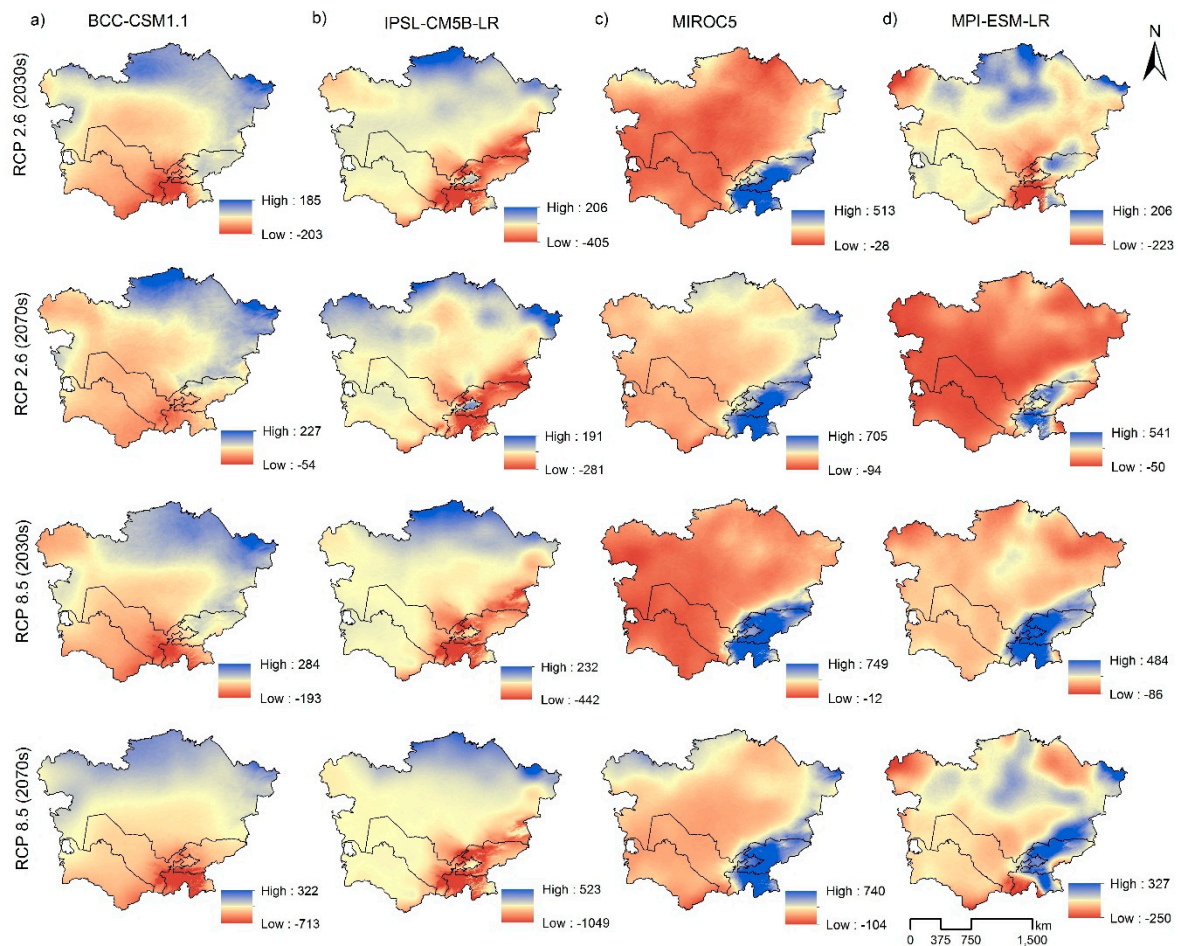 a) BCC-CSM1.1
b) IPSL-CM5B-LR
c) MIROC5
d) MPI-ESM-LR
N
RCP 2.6 (2030s)
High : 185
Low : -203
High : 206
Low : -405
High : 513
Low : -28
High : 206
Low : -223
RCP 2.6 (2070s)
High : 227
Low : -54
High : 191
Low : -281
High : 705
Low : -94
High : 541
Low : -50
RCP 8.5 (2030s)
High : 284
Low : -193
High : 232
Low : -442
High : 749
Low : -12
High : 484
Low : -86
RCP 8.5 (2070s)
High : 322
Low : -713
High : 523
Low : -1049
High : 740
Low : -104
High : 327
Low : -250
km
0 375 750 1,500